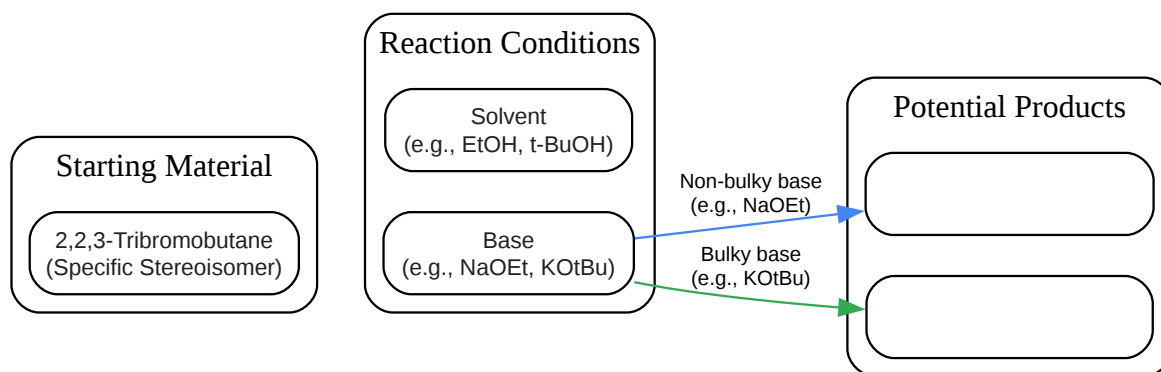 Starting Material
2,2,3-Tribromobutane
(Specific Stereoisomer)
Reaction Conditions
Solvent
(e.g., EtOH, t-BuOH)
Base
(e.g., NaOEt, KOtBu)
Non-bulky base
(e.g., NaOEt)
Bulky base
(e.g., KOtBu)
Potential Products